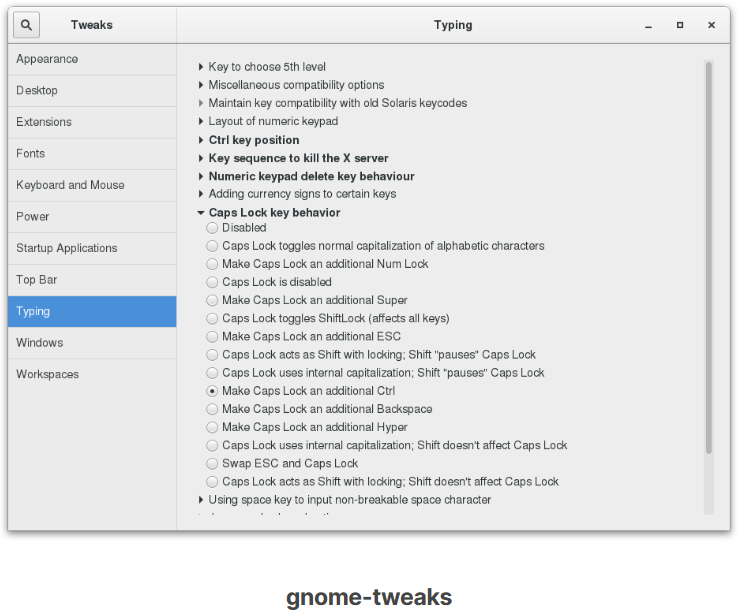 Tweaks
Typing
Appearance
Desktop
Extensions
Fonts
Keyboard and Mouse
Power
Startup Applications
Top Bar
Typing
Windows
Workspaces
Key to choose 5th level
Miscellaneous compatibility options
Maintain key compatibility with old Solaris keycodes
Layout of numeric keypad
Ctrl key position
Key sequence to kill the X server
Numeric keypad delete key behaviour
Adding currency signs to certain keys
Caps Lock key behavior
Disabled
Caps Lock toggles normal capitalization of alphabetic characters
Make Caps Lock an additional Num Lock
Caps Lock is disabled
Make Caps Lock an additional Super
Caps Lock toggles ShiftLock (affects all keys)
Make Caps Lock an additional ESC
Caps Lock acts as Shift with locking; Shift "pauses" Caps Lock
Caps Lock uses internal capitalization; Shift "pauses" Caps Lock
Make Caps Lock an additional Ctrl
Make Caps Lock an additional Backspace
Make Caps Lock an additional Hyper
Caps Lock uses internal capitalization; Shift doesn't affect Caps Lock
Swap ESC and Caps Lock
Caps Lock acts as Shift with locking; Shift doesn't affect Caps Lock
Using space key to input non-breakable space character
gnome-tweaks